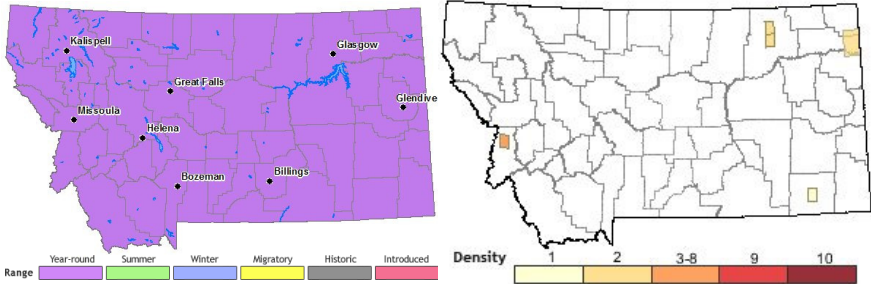 Kalispell
Glasgow
Great Falls
Glendive
Missoula
Helena
Bozeman
Billings
Range Year-round Summer Winter Migratory Historic Introduced
Density 1 2 3-8 9 10